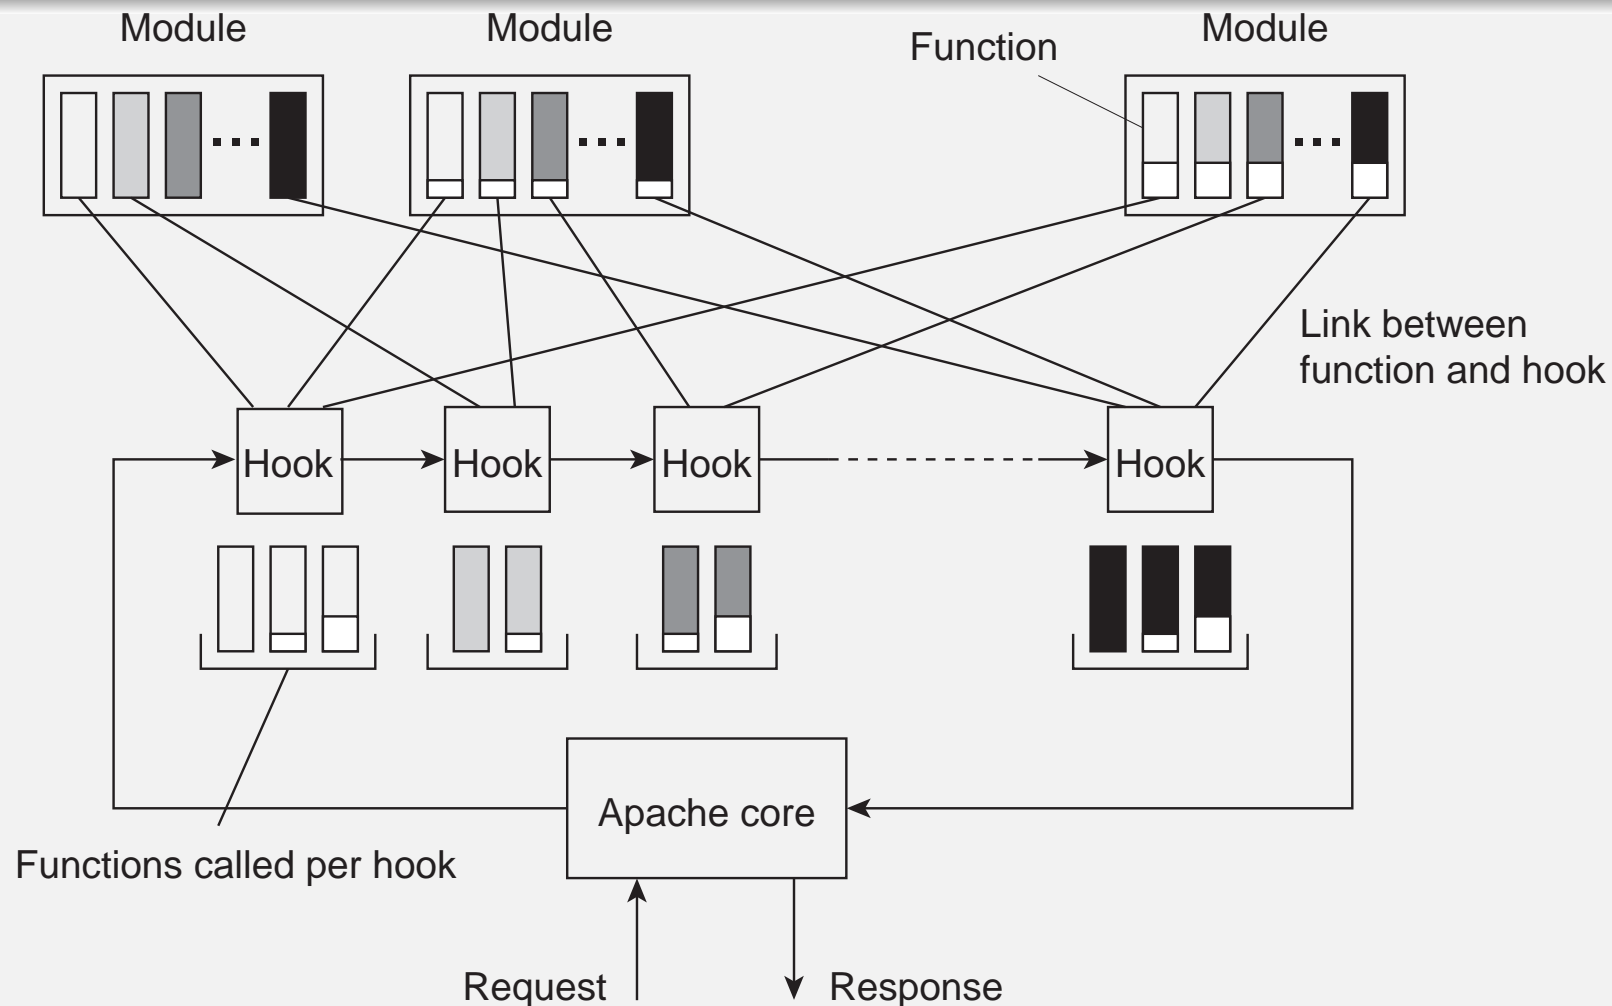 Module
Module
Function
Module
Link between
function and hook
Hook
Hook
Hook
Hook
Apache core
Functions called per hook
Request
Response